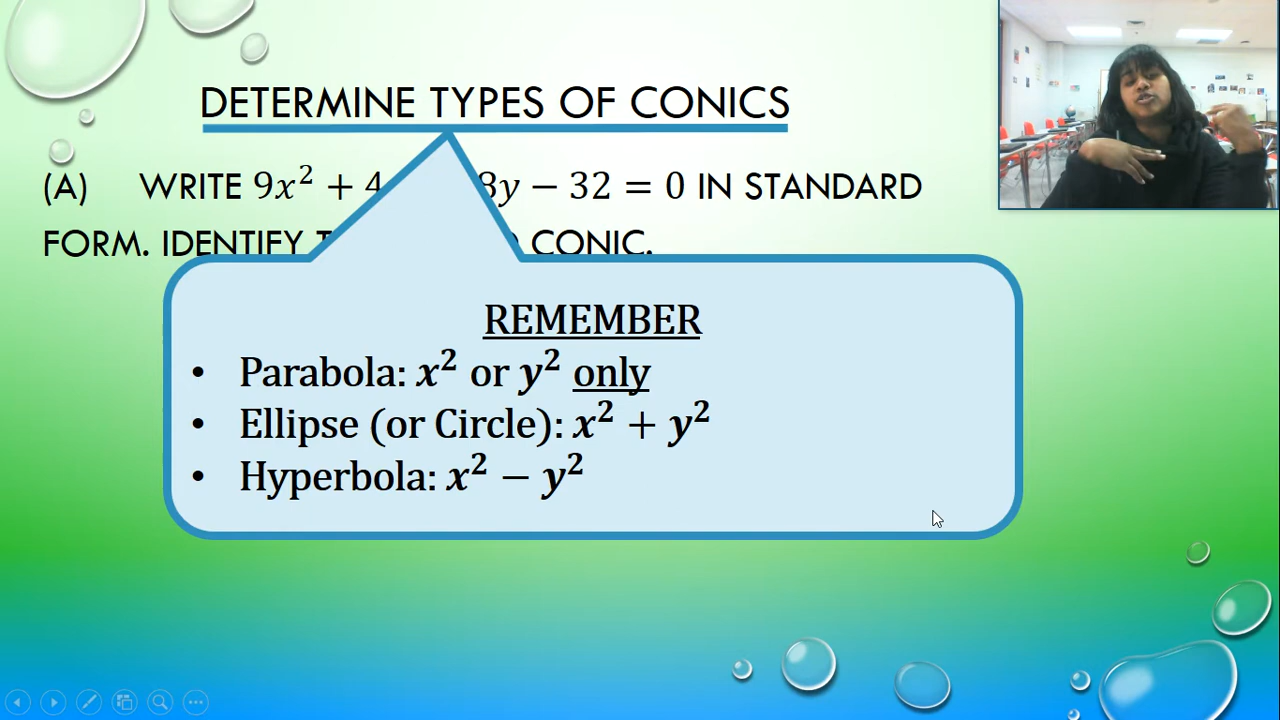 DETERMINE TYPES OF CONICS
(A) WRITE 9x² + 4 8y − 32 = 0 IN STANDARD
FORM. IDENTIFY CONIC.
REMEMBER
• Parabola: x² or y² only
• Ellipse (or Circle): x² + y²
• Hyperbola: x² − y²